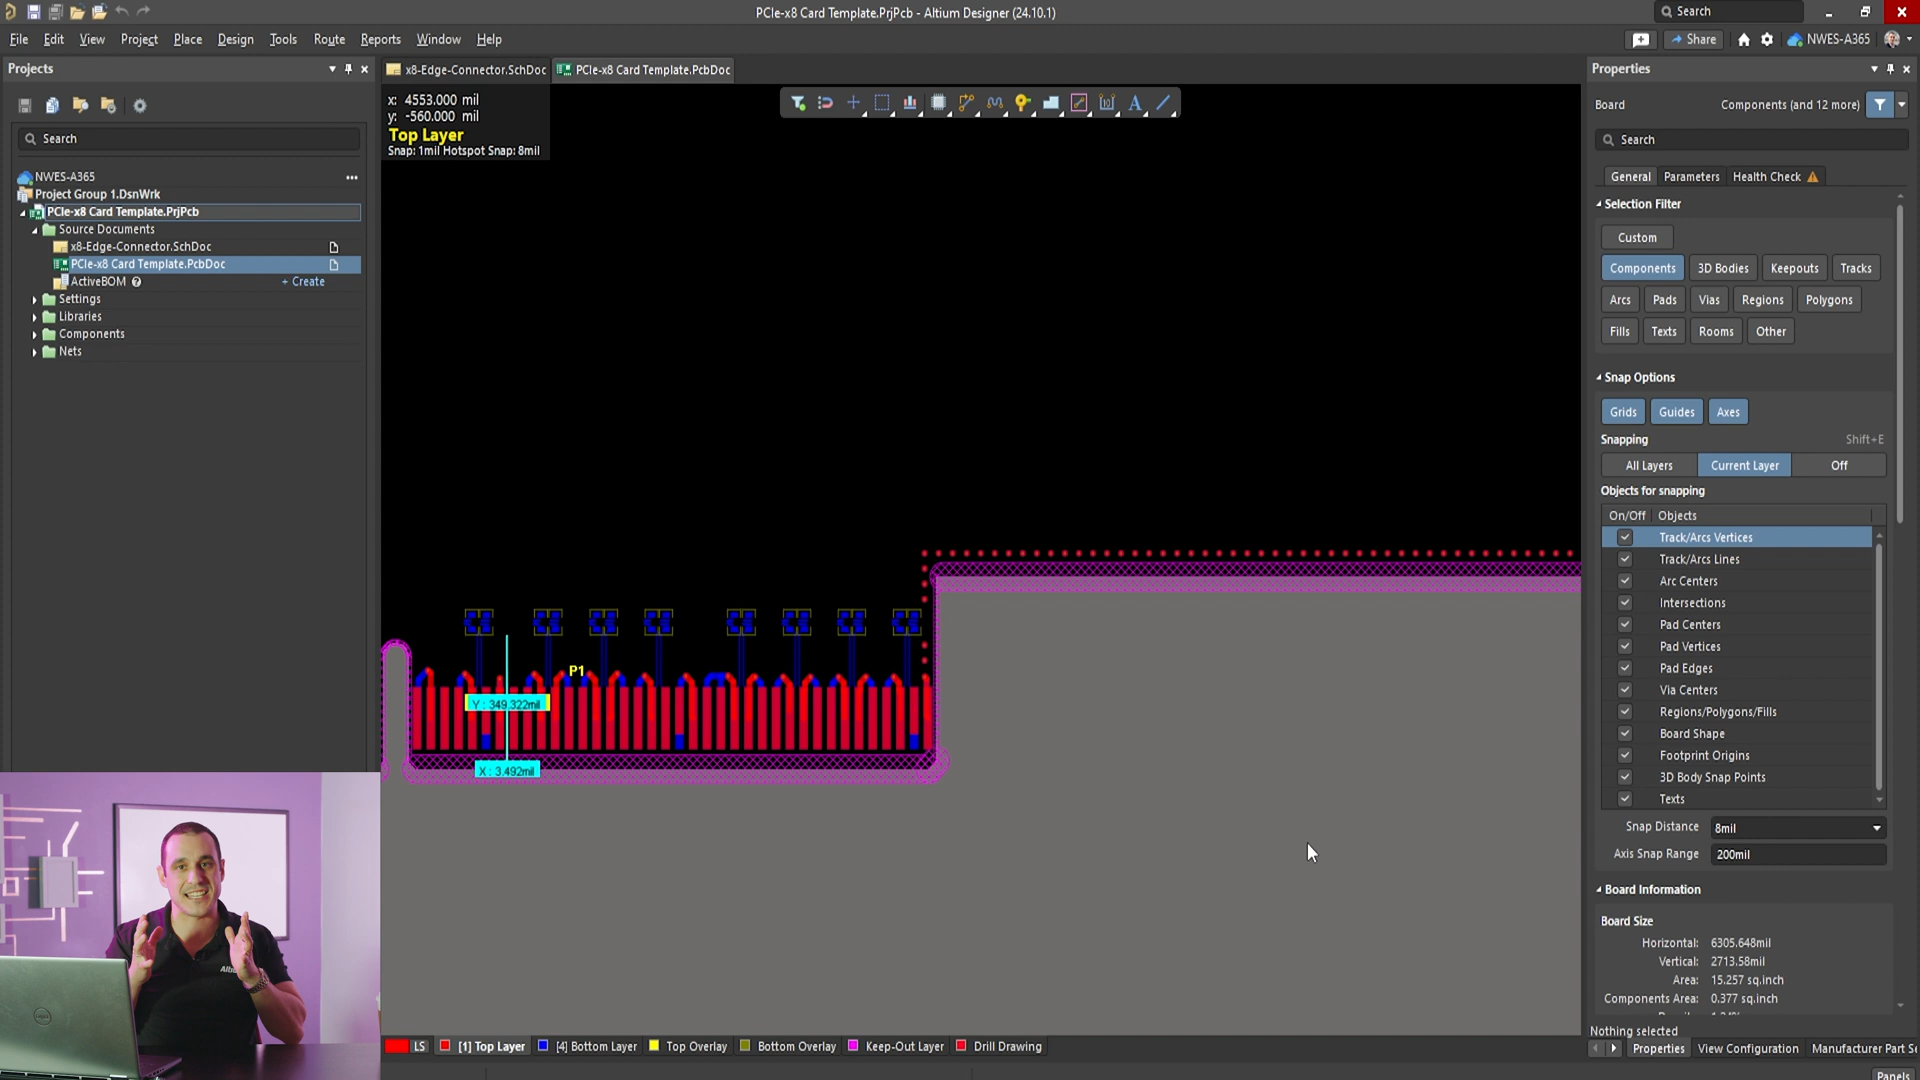 PCIe-x8 Card Template.PrjPcb - Altium Designer (24.10.1)
Search
File Edit View Project Place Design Tools Route Reports Window Help
Share
NWES-A365
Projects
Search
NWES-A365
Project Group 1.DsnWrk
PCIe-x8 Card Template.PrjPcb
Source Documents
x8-Edge-Connector.SchDoc
PCIe-x8 Card Template.PcbDoc
ActiveBOM
+ Create
Settings
Libraries
Components
Nets
x8-Edge-Connector.SchDoc
PCIe-x8 Card Template.PcbDoc
x: 4553.000 mil
y: -560.000 mil
Top Layer
Snap: 1mil Hotspot Snap: 8mil
P1
Y : 349.322mil
X : 3.492mil
LS
[1] Top Layer
[4] Bottom Layer
Top Overlay
Bottom Overlay
Keep-Out Layer
Drill Drawing
Properties
Board
Components (and 12 more)
Search
General Parameters Health Check
Selection Filter
Custom
Components 3D Bodies Keepouts Tracks
Arcs Pads Vias Regions Polygons
Fills Texts Rooms Other
Snap Options
Grids Guides Axes
Snapping
Shift+E
All Layers Current Layer Off
Objects for snapping
On/Off Objects
Track/Arcs Vertices
Track/Arcs Lines
Arc Centers
Intersections
Pad Centers
Pad Vertices
Pad Edges
Via Centers
Regions/Polygons/Fills
Board Shape
Footprint Origins
3D Body Snap Points
Texts
Snap Distance 8mil
Axis Snap Range 200mil
Board Information
Board Size
Horizontal: 6305.648mil
Vertical: 2713.58mil
Area: 15.257 sq.inch
Components Area: 0.377 sq.inch
Nothing selected
Properties View Configuration Manufacturer Part Se
Panels